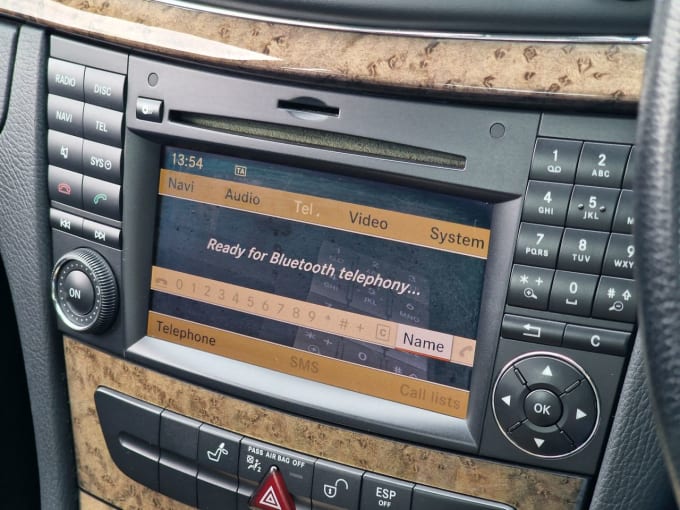 RADIO DISC
NAVI TEL
SYS
ON
13:54 TA
Navi Audio Tel Video System
Ready for Bluetooth telephony...
0 1 2 3 4 5 6 7 8 9 * # + C Name
Telephone SMS Call lists
1 2 ABC
4 GHI 5 JKL
7 PQRS 8 TUV 9 WXY
* + 0 #
C
OK
PASS AIR BAG OFF
ESP
OFF